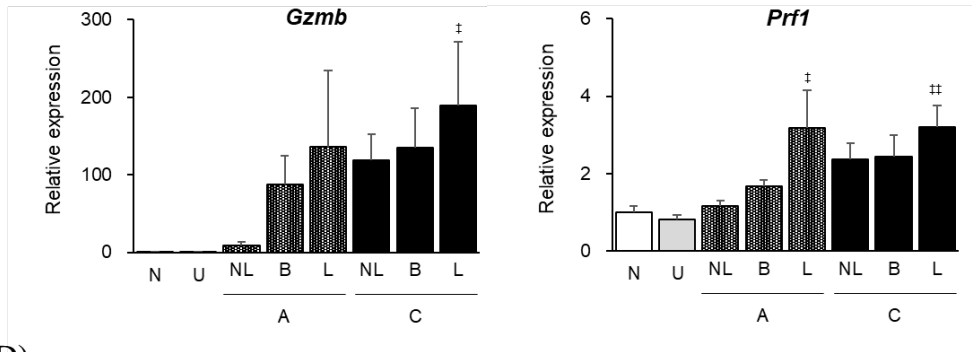 Gzmb
300
200
100
0
Relative expression
‡
N U NL B L NL B L
A C
Prf1
6
4
2
0
Relative expression
‡ ‡‡
N U NL B L NL B L
A C
D)